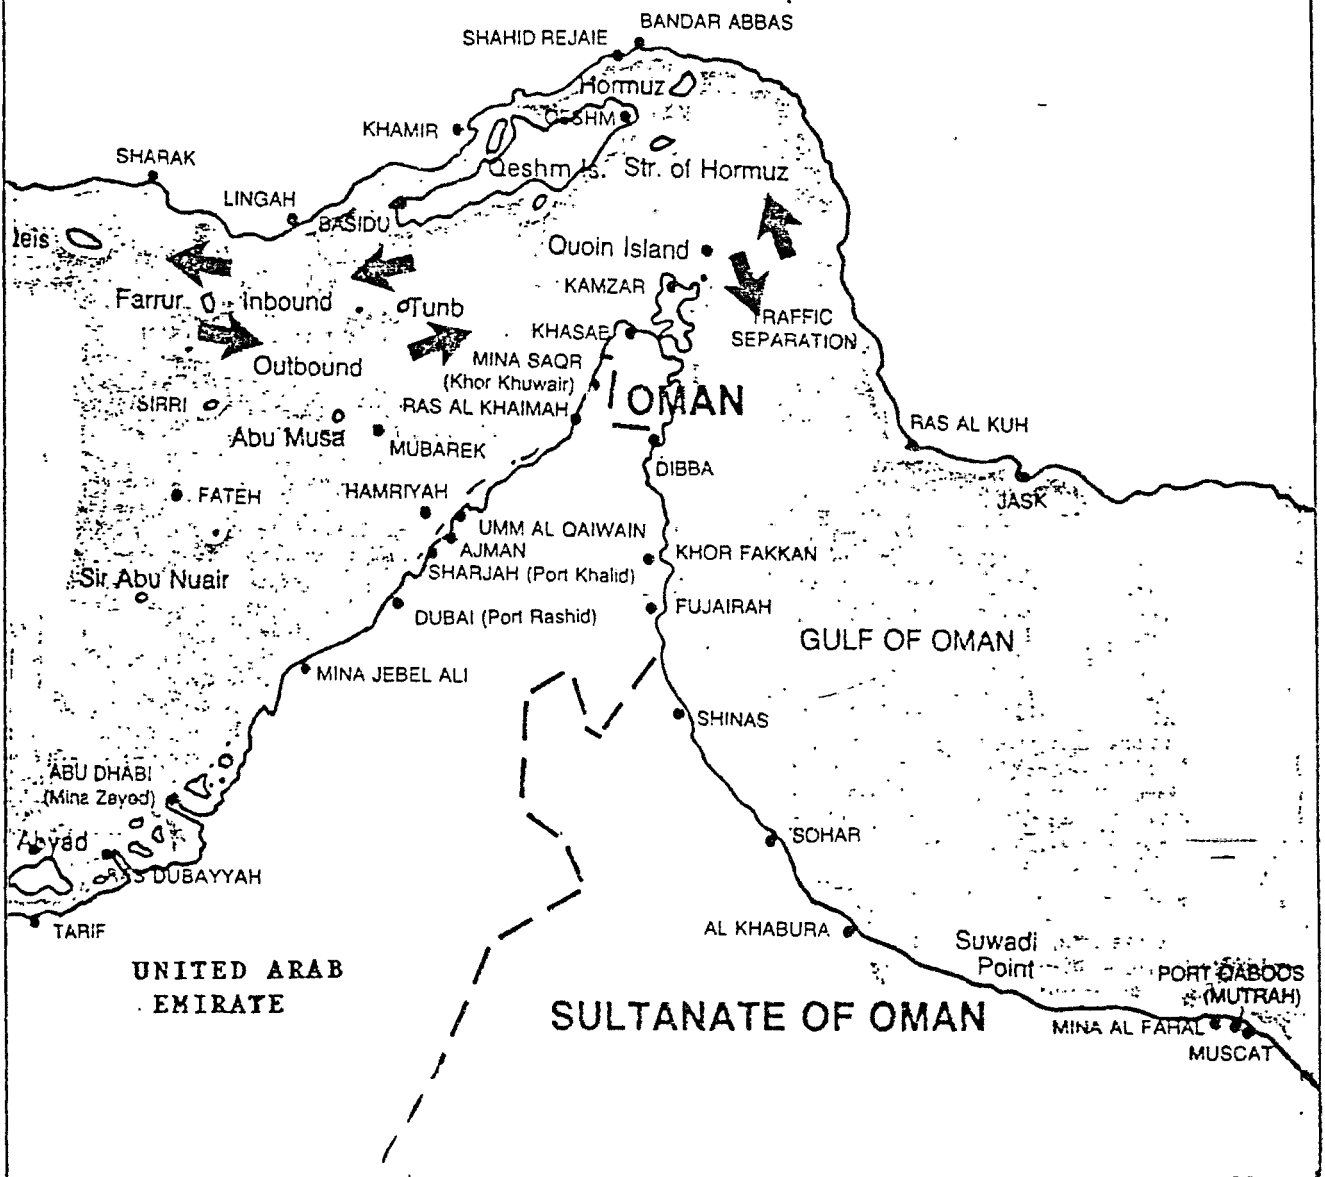 BANDAR ABBAS
SHAHID REJAIE
Hormuz
QESHM
KHAMIR
SHARAK
Qeshm Is.
Str. of Hormuz
LINGAH
BASIDU
Quoin Island
KAMZAR
Farrur
Inbound
Tunb
TRAFFIC
SEPARATION
KHASAB
Outbound
MINA SAQR
(Khor Khuwair)
OMAN
SIRRI
RAS AL KHAIMAH
Abu Musa
MUBAREK
RAS AL KUH
DIBBA
FATEH
HAMRIYAH
JASK
UMM AL QAIWAIN
AJMAN
KHOR FAKKAN
Sir Abu Nuair
SHARJAH (Port Khalid)
DUBAI (Port Rashid)
FUJAIRAH
GULF OF OMAN
MINA JEBEL ALI
SHINAS
ABU DHABI
(Mina Zayed)
SOHAR
Abyad
RAS DUBAYYAH
TARIF
AL KHABURA
Suwadi
Point
UNITED ARAB
EMIRATE
PORT QABOOS
(MUTRAH)
SULTANATE OF OMAN
MINA AL FAHAL
MUSCAT